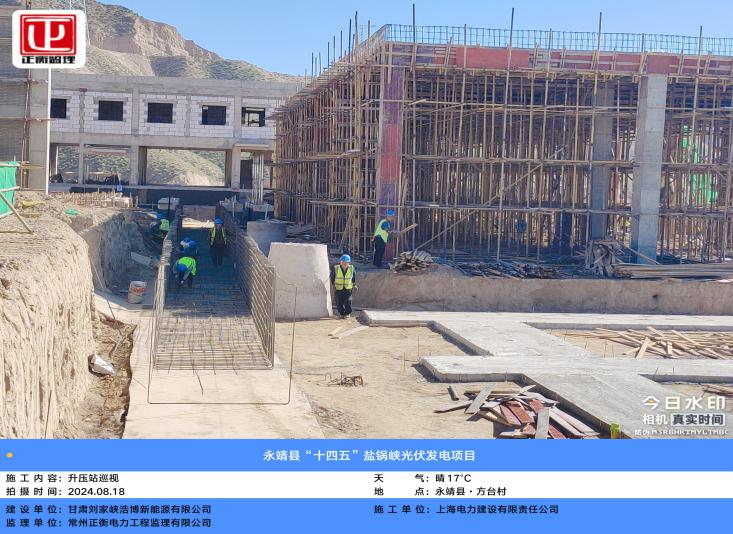 正衡监理
今日水印
相机 真实时间
防伪 M5RBHKTMYLTMBC
永靖县“十四五”盐锅峡光伏发电项目
施工内容：升压站巡视
天 气：晴 17℃
拍摄时间：2024.08.18
地 点：永靖县·方台村
建设单位：甘肃刘家峡浩博新能源有限公司
施工单位：上海电力建设有限责任公司
监理单位：常州正衡电力工程监理有限公司